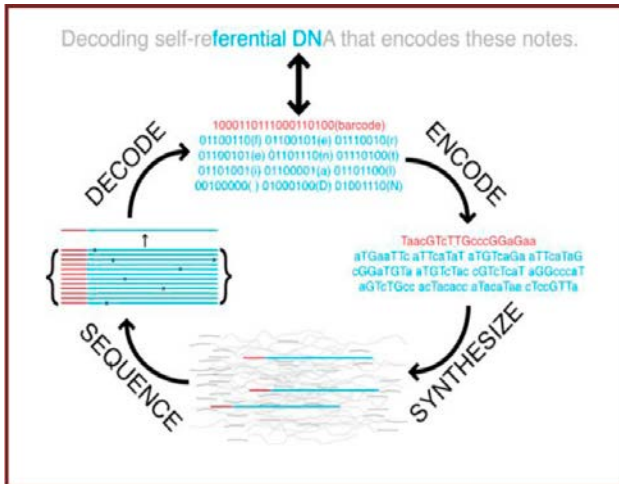 Decoding self-referential DNA that encodes these notes.
1000110111000110100(barcode)
01100110(f) 01100101(e) 01110010(r)
01100101(e) 01101110(n) 01110100(t)
01101001(i) 01100001(a) 01101100(l)
00100000( ) 01000100(D) 01001110(N)
ENCODE
TaacGTcTTGcccGGaGaa
aTGaaTTc aTTcaTaT aTGTcaGa aTTcaTaG
cGGaTGTa aTGTcTac cGTcTcaT aGGcccaT
aGTcTGcc acTacacc aTacaTaa cTccGTTa
SYNTHESIZE
SEQUENCE
DECODE